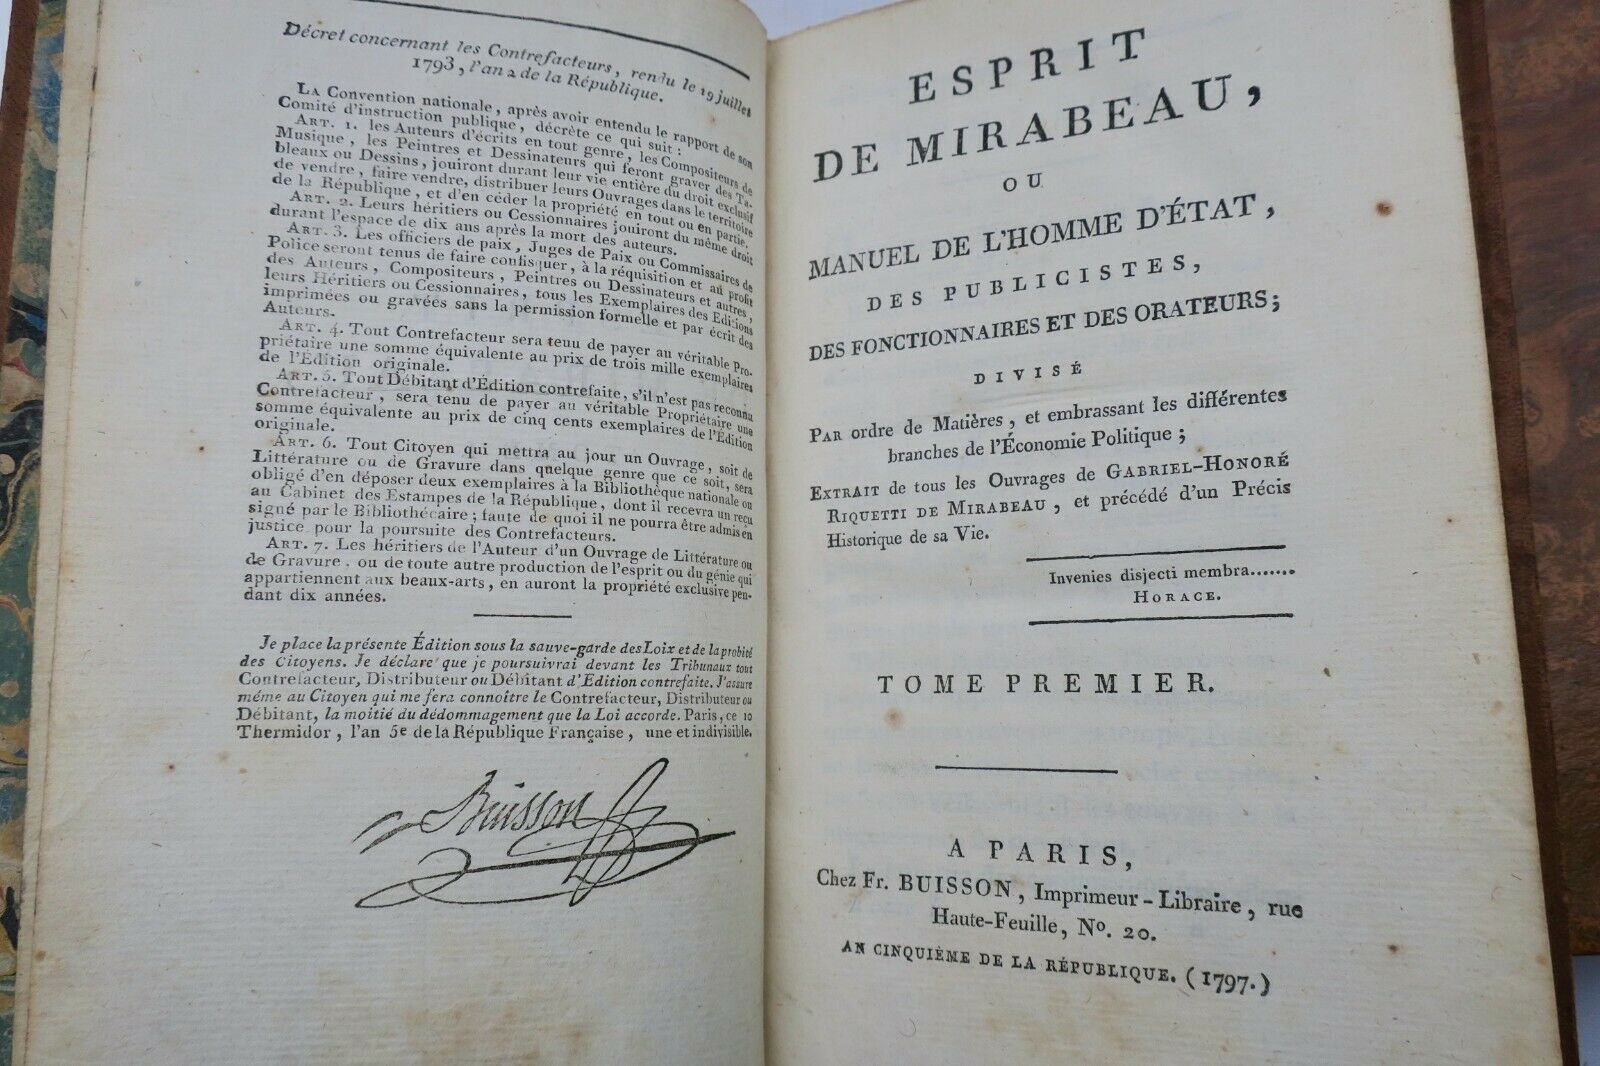 Décret concernant les Contrefacteurs, rendu le 19 juillet
1793, l'an 2 de la République.
LA Convention nationale, après avoir entendu le rapport de son
Comité d'instruction publique, décrète ce qui suit :
ART. 1. les Auteurs d'écrits en tout genre, les Compositeurs de
Musique, les Peintres et Dessinateurs qui feront graver des Ta-
bleaux ou Dessins, jouiront durant leur vie entière du droit exclusif
de vendre, faire vendre, distribuer leurs Ouvrages dans le territoire
de la République, et d'en céder la propriété en tout ou en partie.
ART. 2. Leurs héritiers ou Cessionnaires jouiront du même droit
durant l'espace de dix ans après la mort des auteurs.
ART. 3. Les officiers de paix, Juges de Paix ou Commissaires de
Police seront tenus de faire confisquer, à la réquisition et au profit
des Auteurs, Compositeurs, Peintres ou Dessinateurs et autres,
leurs Héritiers ou Cessionnaires, tous les Exemplaires des Editions
imprimées ou gravées sans la permission formelle et par écrit des
Auteurs.
ART. 4. Tout Contrefacteur sera tenu de payer au véritable Pro-
priétaire une somme équivalente au prix de trois mille exemplaires
de l'Édition originale.
ART. 5. Tout Débitant d'Édition contrefaite, s'il n'est pas reconnu
Contrefacteur, sera tenu de payer au véritable Propriétaire une
somme équivalente au prix de cinq cents exemplaires de l'Édition
originale.
ART. 6. Tout Citoyen qui mettra au jour un Ouvrage, soit de
Littérature ou de Gravure dans quelque genre que ce soit, sera
obligé d'en déposer deux exemplaires à la Bibliothèque nationale ou
au Cabinet des Estampes de la République, dont il recevra un reçu
signé par le Bibliothécaire ; faute de quoi il ne pourra être admis en
justice pour la poursuite des Contrefacteurs.
ART. 7. Les héritiers de l'Auteur d'un Ouvrage de Littérature ou
de Gravure, ou de toute autre production de l'esprit ou du génie qui
appartiennent aux beaux-arts, en auront la propriété exclusive pen-
dant dix années.
Je place la présente Édition sous la sauve-garde des Loix et de la probité
des Citoyens. Je déclare que je poursuivrai devant les Tribunaux tout
Contrefacteur, Distributeur ou Débitant d'Édition contrefaite. J'assure
même au Citoyen qui me fera connoître le Contrefacteur, Distributeur ou
Débitant, la moitié du dédommagement que la Loi accorde. Paris, ce 10
Thermidor, l'an 5e de la République Française, une et indivisible.
Buisson
ESPRIT
DE MIRABEAU,
OU
MANUEL DE L'HOMME D'ÉTAT,
DES PUBLICISTES,
DES FONCTIONNAIRES ET DES ORATEURS;
DIVISÉ
PAR ordre de Matières, et embrassant les différentes
branches de l'Économie Politique ;
EXTRAIT de tous les Ouvrages de GABRIEL-HONORÉ
RIQUETTI DE MIRABEAU, et précédé d'un Précis
Historique de sa Vie.
Invenies disjecti membra.......
HORACE.
TOME PREMIER.
A PARIS,
Chez Fr. BUISSON, Imprimeur-Libraire, rue
Haute-Feuille, No. 20.
AN CINQUIÈME DE LA RÉPUBLIQUE. (1797.)